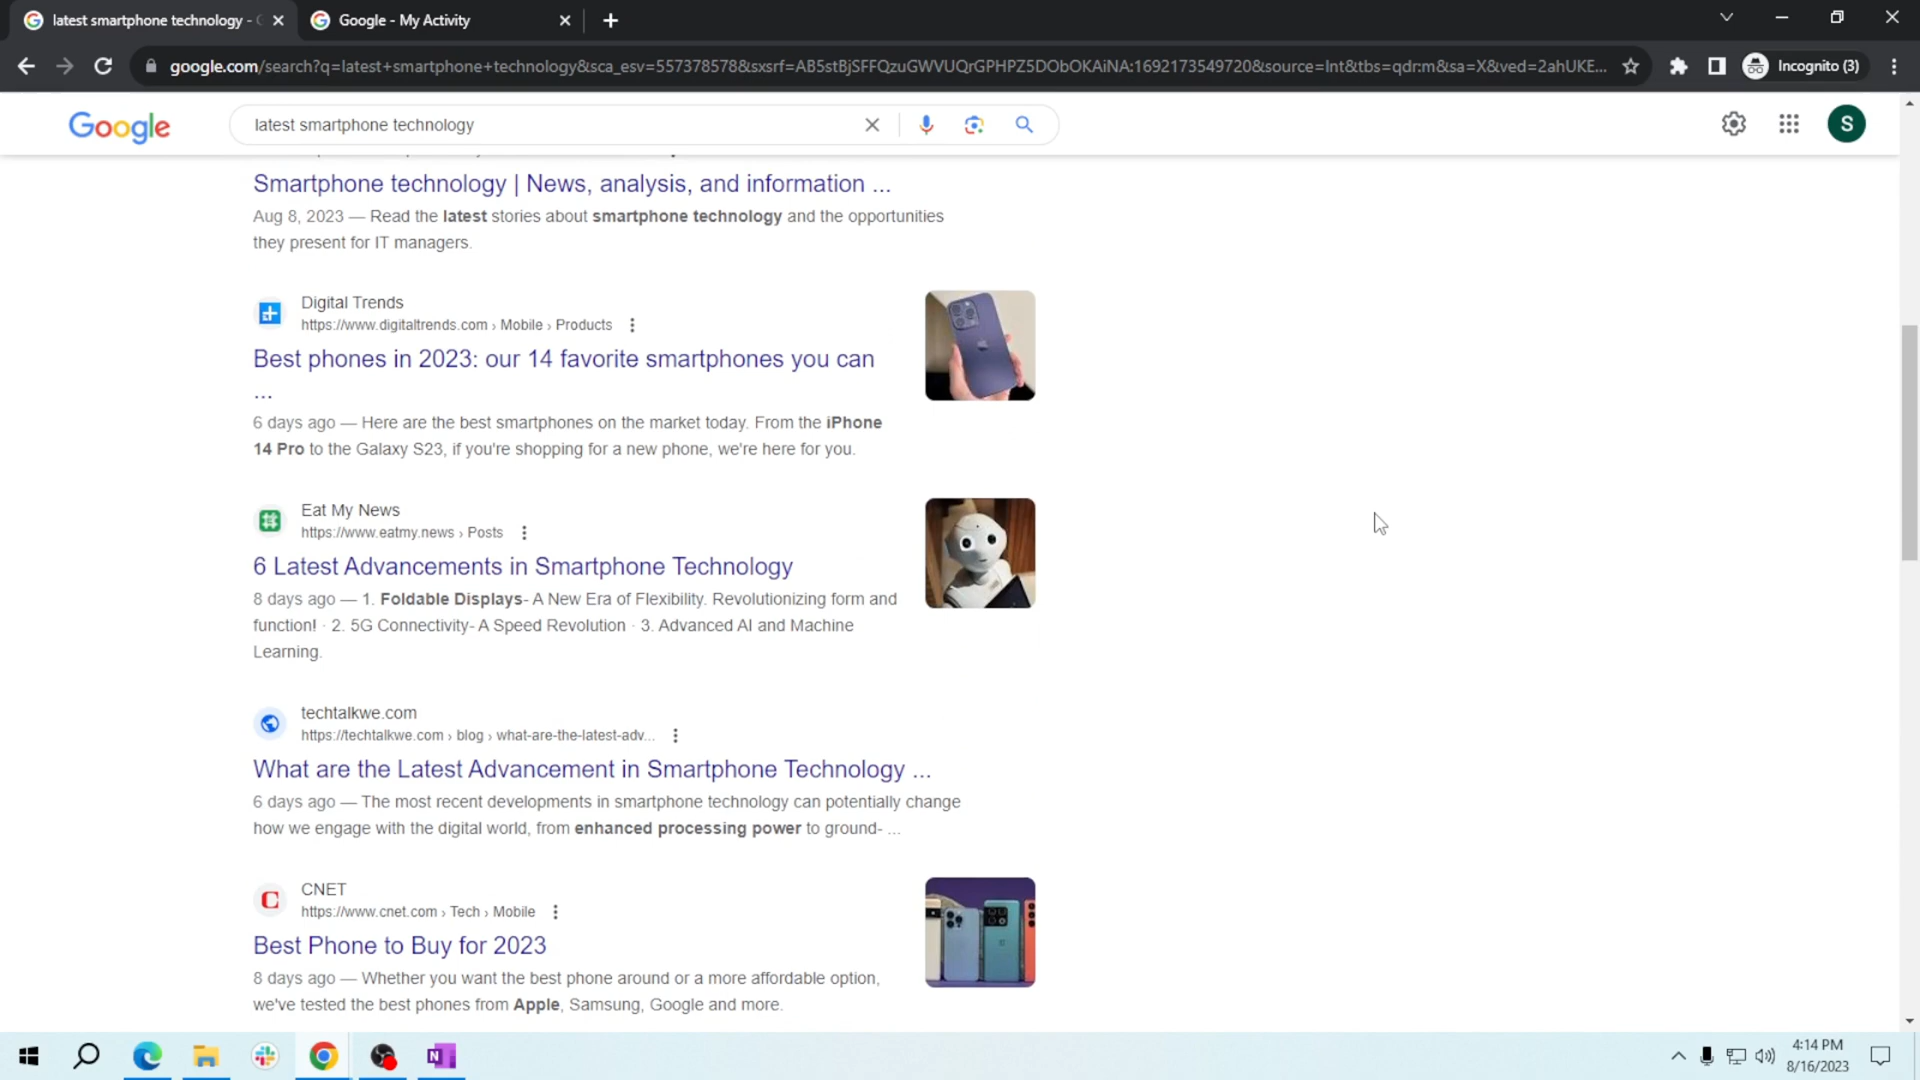 latest smartphone technology - G
Google - My Activity
google.com/search?q=latest+smartphone+technology&sca_esv=557378578&sxsrf=AB5stBjSFFQzuGWVUQrGPHPZ5DObOKAiNA:1692173549720&source=lnt&tbs=qdr:m&sa=X&ved=2ahUKE...
Incognito (3)
Google
latest smartphone technology
S
Smartphone technology | News, analysis, and information ...
Aug 8, 2023 — Read the latest stories about smartphone technology and the opportunities
they present for IT managers.
Digital Trends
https://www.digitaltrends.com › Mobile › Products
Best phones in 2023: our 14 favorite smartphones you can
...
6 days ago — Here are the best smartphones on the market today. From the iPhone
14 Pro to the Galaxy S23, if you're shopping for a new phone, we're here for you.
Eat My News
https://www.eatmy.news › Posts
6 Latest Advancements in Smartphone Technology
8 days ago — 1. Foldable Displays- A New Era of Flexibility. Revolutionizing form and
function! · 2. 5G Connectivity- A Speed Revolution · 3. Advanced AI and Machine
Learning.
techtalkwe.com
https://techtalkwe.com › blog › what-are-the-latest-adv...
What are the Latest Advancement in Smartphone Technology ...
6 days ago — The most recent developments in smartphone technology can potentially change
how we engage with the digital world, from enhanced processing power to ground- ...
C
CNET
https://www.cnet.com › Tech › Mobile
Best Phone to Buy for 2023
8 days ago — Whether you want the best phone around or a more affordable option,
we've tested the best phones from Apple, Samsung, Google and more.
N
4:14 PM
8/16/2023